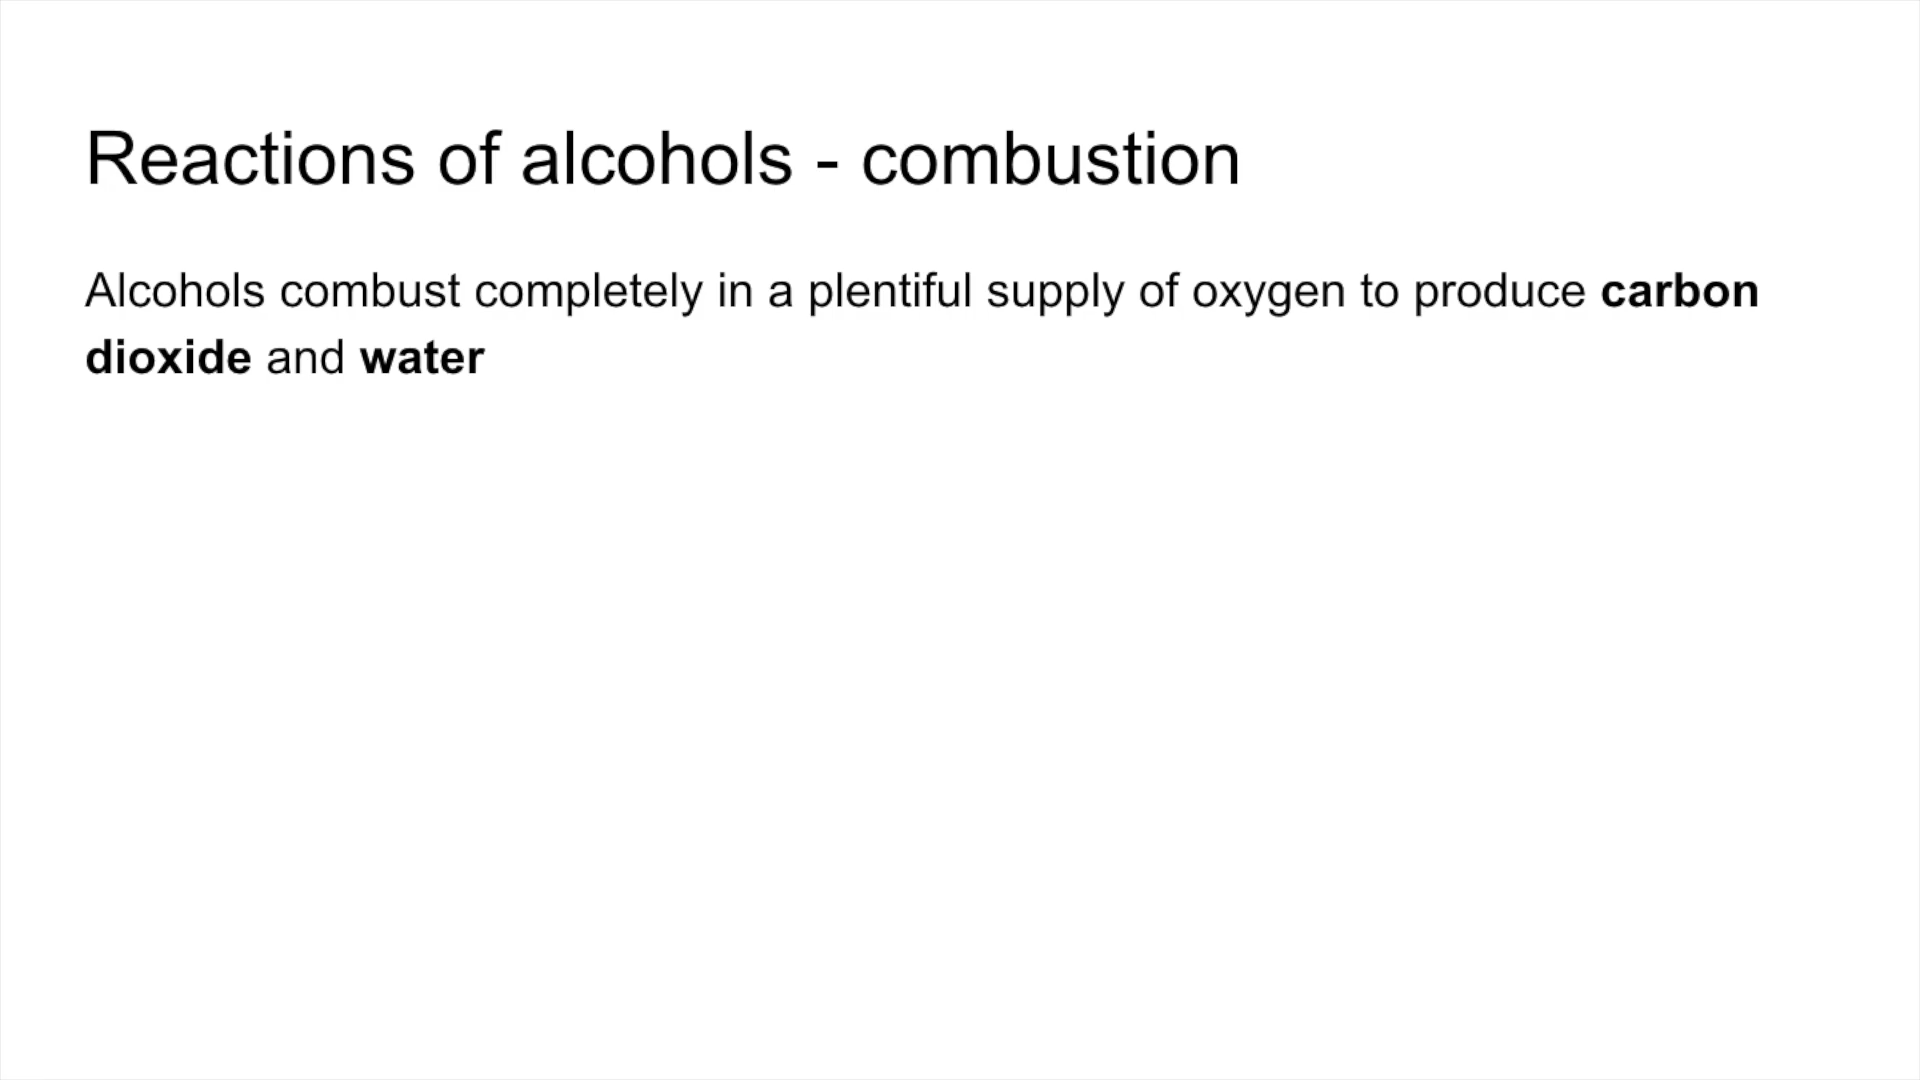 Reactions of alcohols - combustion
Alcohols combust completely in a plentiful supply of oxygen to produce carbon
dioxide and water